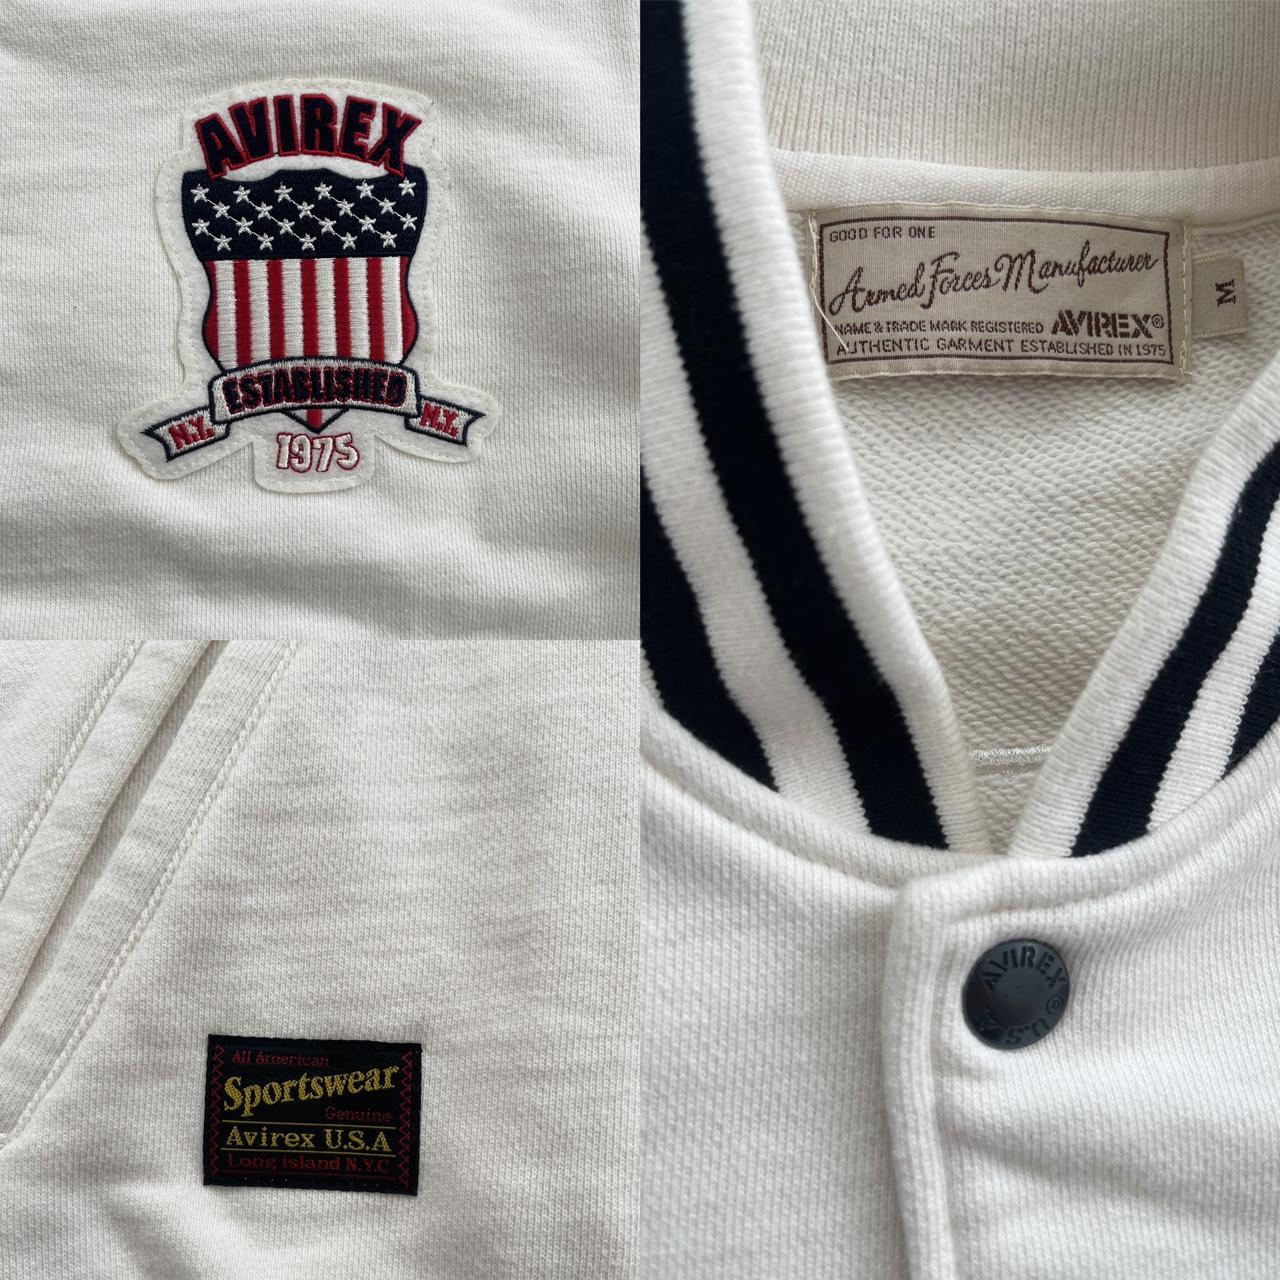 AVIREX
ESTABLISHED
N.Y. N.Y.
1975
GOOD FOR ONE
Armed Forces Manufacturer
NAME & TRADE MARK REGISTERED AVIREX®
AUTHENTIC GARMENT ESTABLISHED IN 1975
M
AVIREX
® U.S.A
All American
Sportswear
Genuine
Avirex U.S.A
Long island N.Y.C